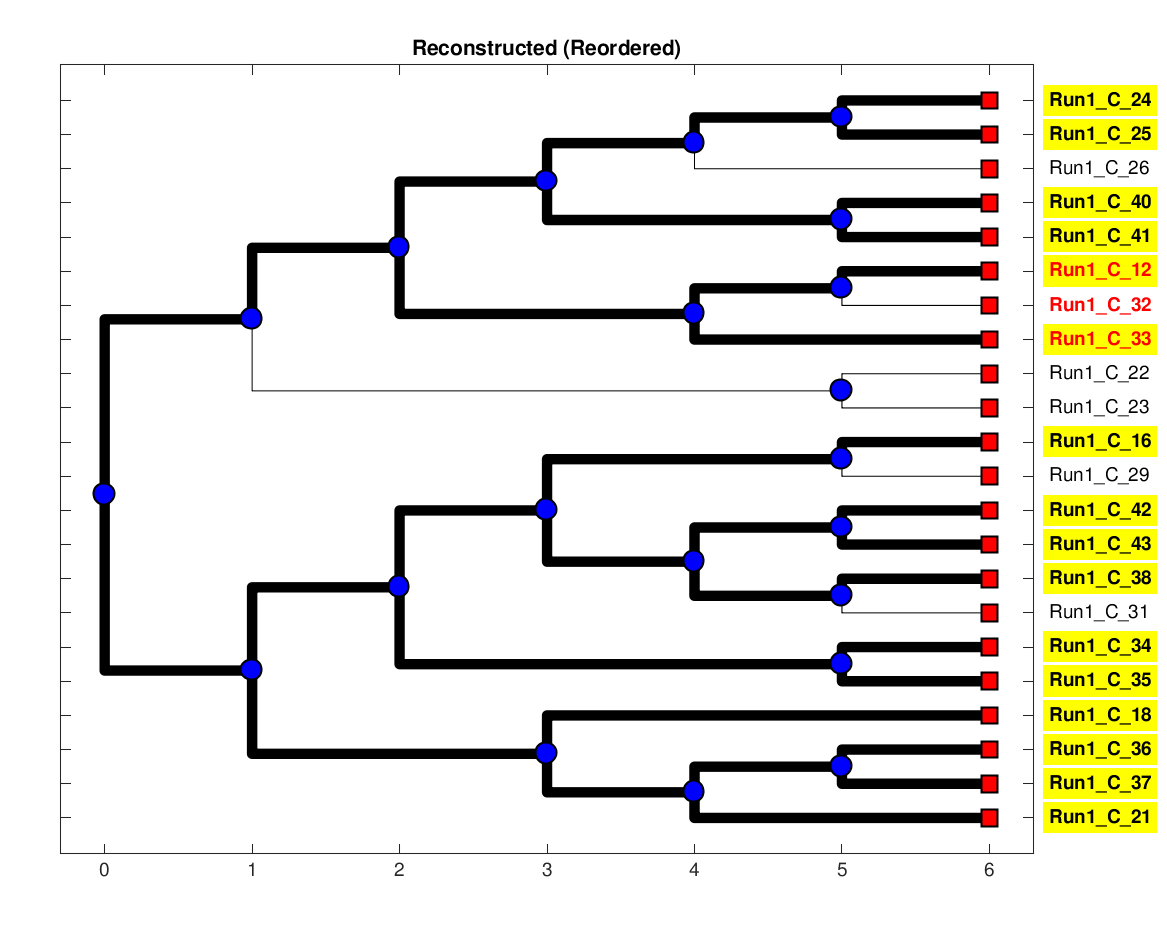 Reconstructed (Reordered)
Run1_C_24
Run1_C_25
Run1_C_26
Run1_C_40
Run1_C_41
Run1_C_12
Run1_C_32
Run1_C_33
Run1_C_22
Run1_C_23
Run1_C_16
Run1_C_29
Run1_C_42
Run1_C_43
Run1_C_38
Run1_C_31
Run1_C_34
Run1_C_35
Run1_C_18
Run1_C_36
Run1_C_37
Run1_C_21
0 1 2 3 4 5 6